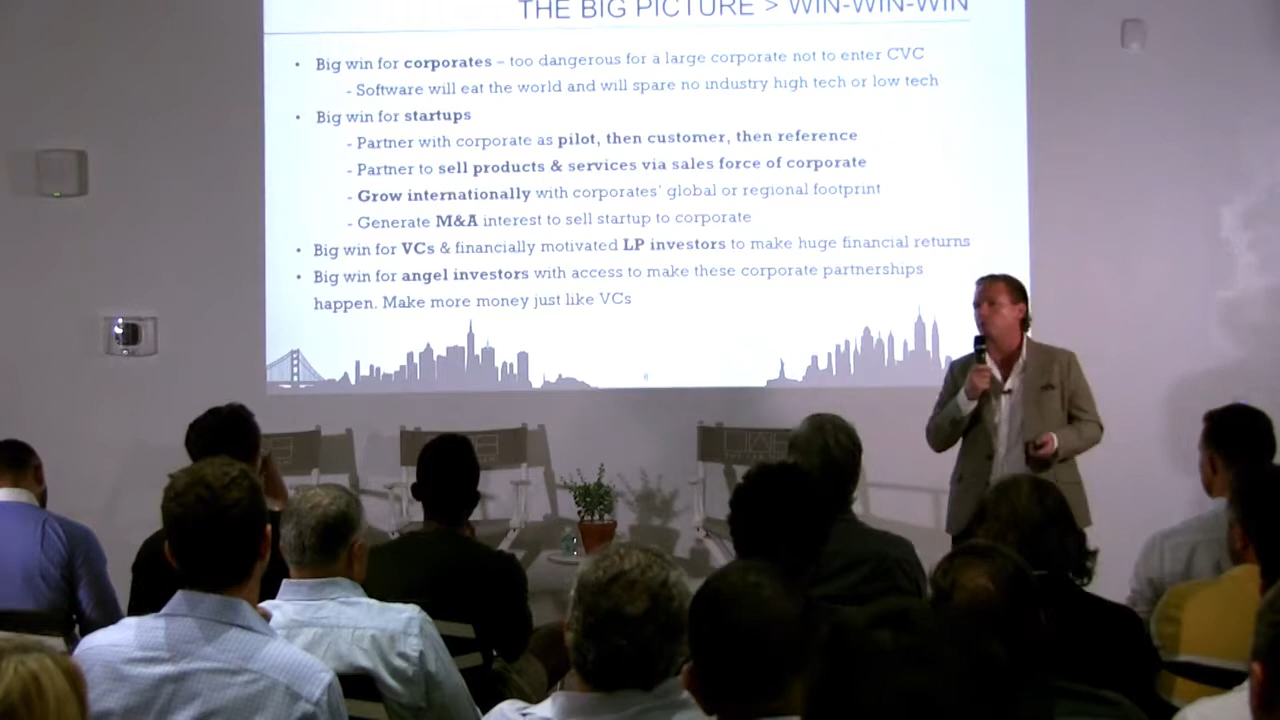 THE BIG PICTURE > WIN-WIN-WIN
• Big win for corporates – too dangerous for a large corporate not to enter CVC
- Software will eat the world and will spare no industry high tech or low tech
• Big win for startups
- Partner with corporate as pilot, then customer, then reference
- Partner to sell products & services via sales force of corporate
- Grow internationally with corporates' global or regional footprint
- Generate M&A interest to sell startup to corporate
• Big win for VCs & financially motivated LP investors to make huge financial returns
• Big win for angel investors with access to make these corporate partnerships
happen. Make more money just like VCs